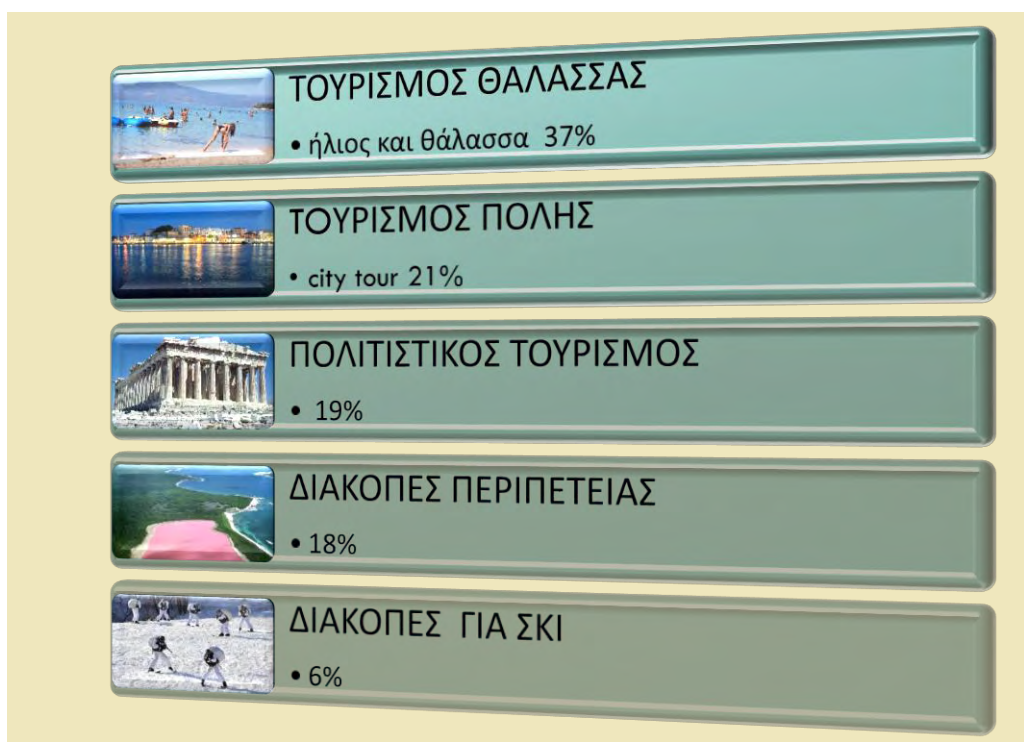 ΤΟΥΡΙΣΜΟΣ ΘΑΛΑΣΣΑΣ
• ήλιος και θάλασσα 37%
ΤΟΥΡΙΣΜΟΣ ΠΟΛΗΣ
• city tour 21%
ΠΟΛΙΤΙΣΤΙΚΟΣ ΤΟΥΡΙΣΜΟΣ
• 19%
ΔΙΑΚΟΠΕΣ ΠΕΡΙΠΕΤΕΙΑΣ
• 18%
ΔΙΑΚΟΠΕΣ ΓΙΑ ΣΚΙ
• 6%